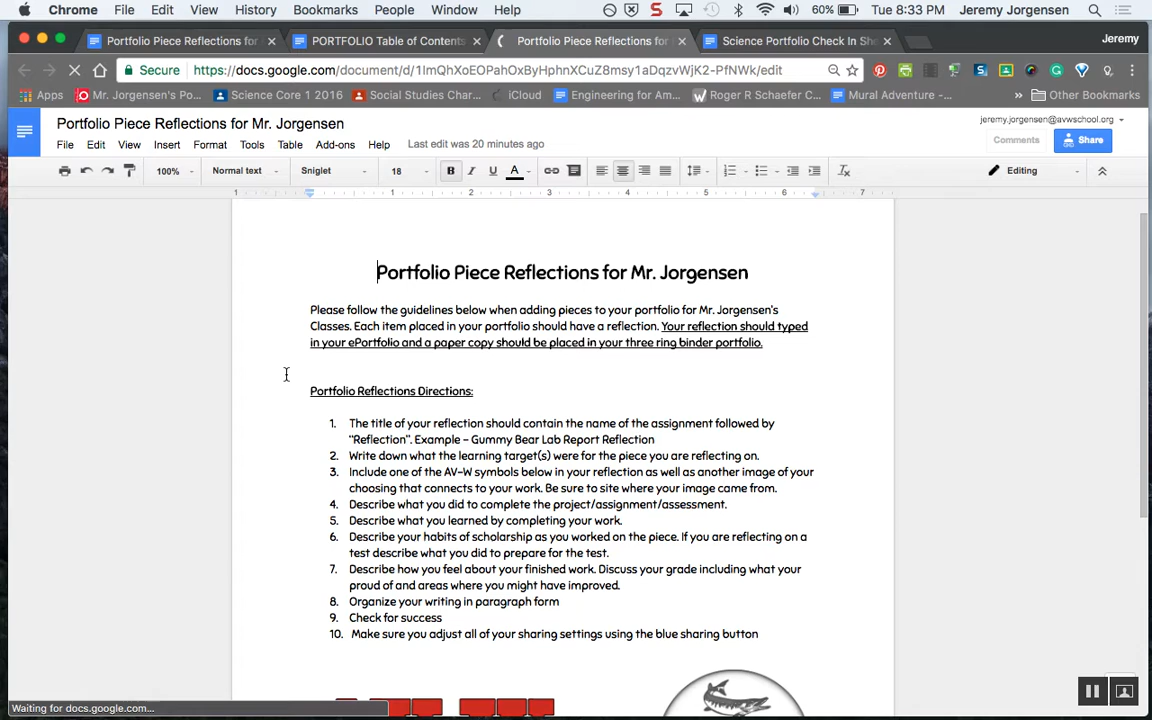 Chrome File Edit View History Bookmarks People Window Help 60% Tue 8:33 PM Jeremy Jorgensen
Portfolio Piece Reflections for PORTFOLIO Table of Contents Portfolio Piece Reflections for Science Portfolio Check In She Jeremy
Secure https://docs.google.com/document/d/1ImQhXoEOPahOxByHphnXCuZ8msy1aDqzvWjK2-PfNWk/edit
Apps Mr. Jorgensen's Po... Science Core 1 2016 Social Studies Char... iCloud Engineering for Am... Roger R Schaefer C... Mural Adventure -... » Other Bookmarks
Portfolio Piece Reflections for Mr. Jorgensen
jeremy.jorgensen@avwschool.org
File Edit View Insert Format Tools Table Add-ons Help Last edit was 20 minutes ago
Comments Share
100% Normal text Sniglet 18 B I U A Editing
1 1 2 3 4 5 6 7
Portfolio Piece Reflections for Mr. Jorgensen
Please follow the guidelines below when adding pieces to your portfolio for Mr. Jorgensen's
Classes. Each item placed in your portfolio should have a reflection. Your reflection should typed
in your ePortfolio and a paper copy should be placed in your three ring binder portfolio.
Portfolio Reflections Directions:
1. The title of your reflection should contain the name of the assignment followed by
"Reflection". Example - Gummy Bear Lab Report Reflection
2. Write down what the learning target(s) were for the piece you are reflecting on.
3. Include one of the AV-W symbols below in your reflection as well as another image of your
choosing that connects to your work. Be sure to site where your image came from.
4. Describe what you did to complete the project/assignment/assessment.
5. Describe what you learned by completing your work.
6. Describe your habits of scholarship as you worked on the piece. If you are reflecting on a
test describe what you did to prepare for the test.
7. Describe how you feel about your finished work. Discuss your grade including what your
proud of and areas where you might have improved.
8. Organize your writing in paragraph form
9. Check for success
10. Make sure you adjust all of your sharing settings using the blue sharing button
Waiting for docs.google.com...